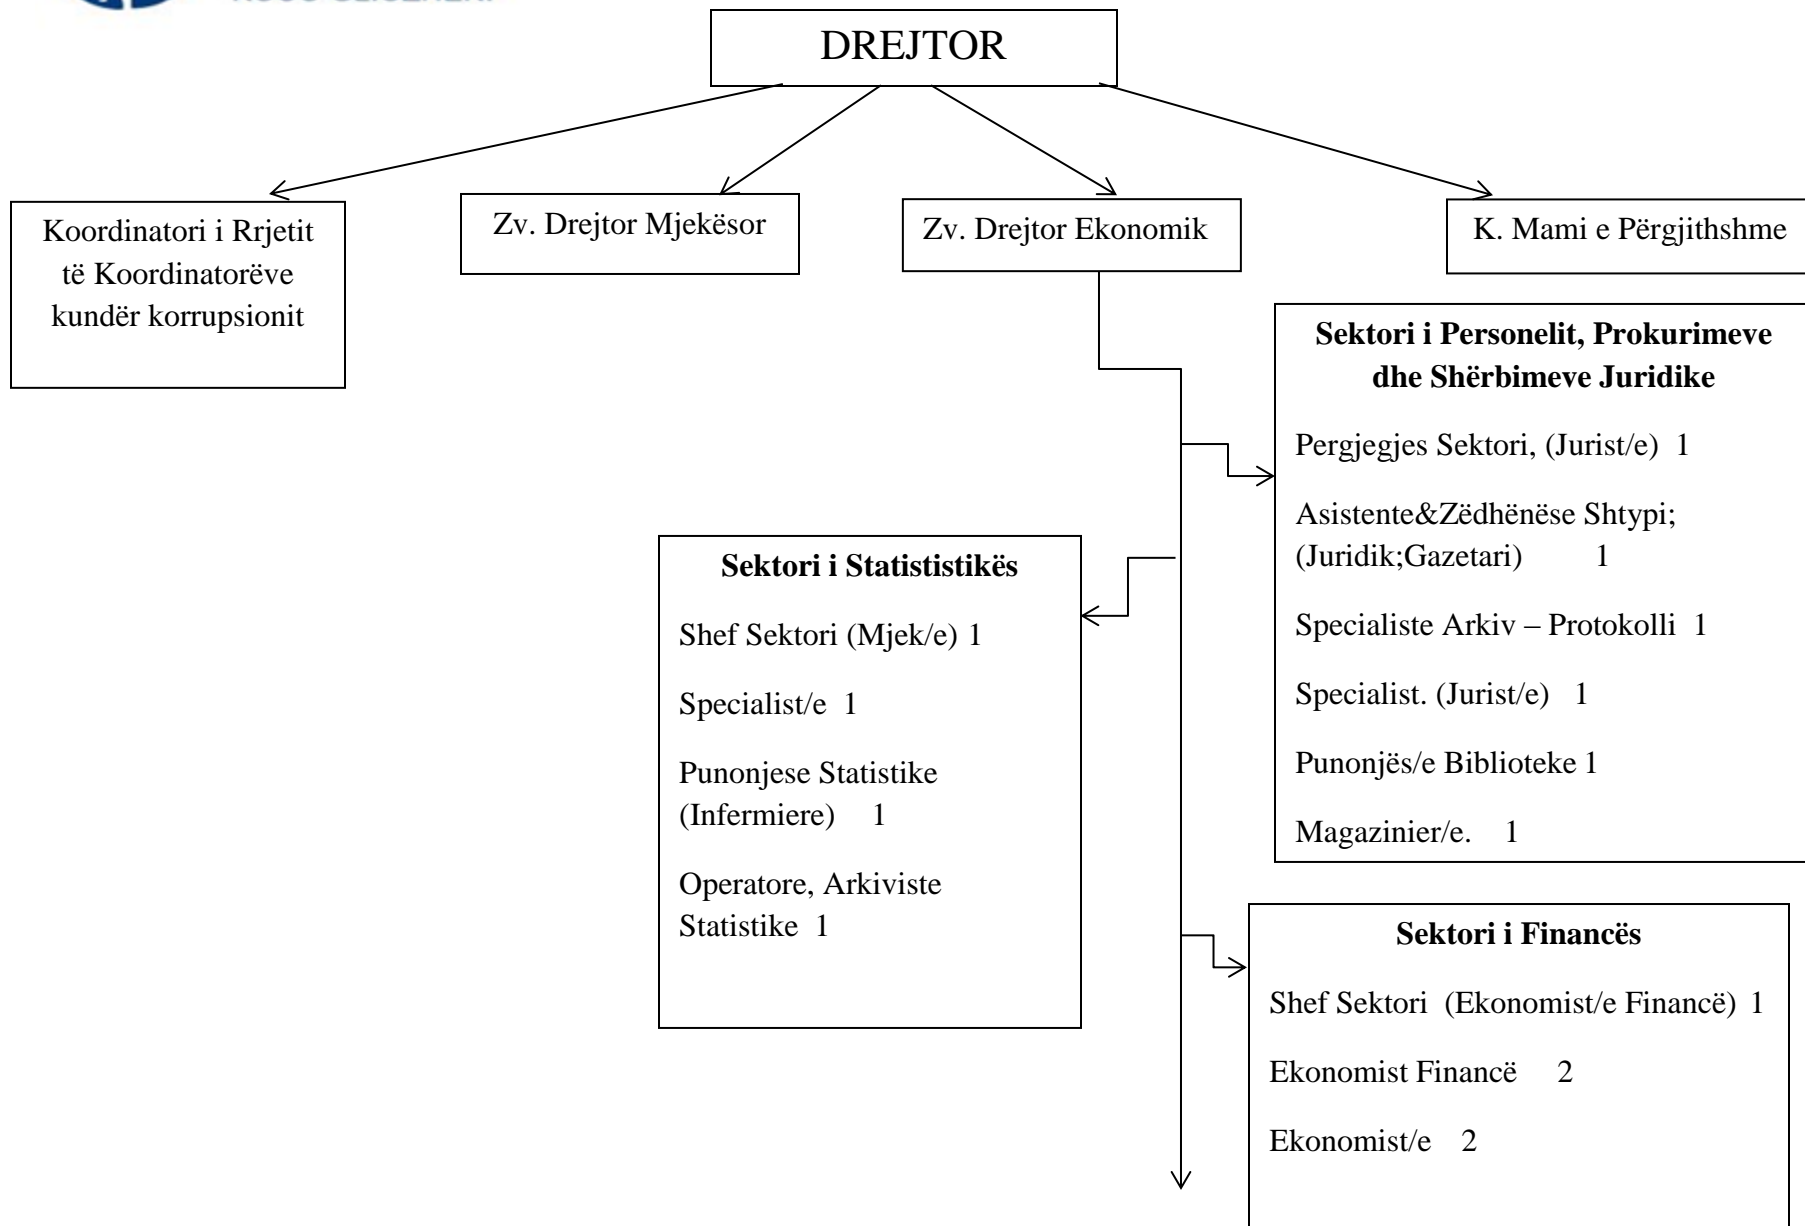 DREJTOR
Koordinatori i Rrjetit
të Koordinatorëve
kundër korrupsionit
Zv. Drejtor Mjekësor
Zv. Drejtor Ekonomik
K. Mami e Përgjithshme
Sektori i Personelit, Prokurimeve
dhe Shërbimeve Juridike
Pergjegjes Sektori, (Jurist/e) 1
Asistente&Zëdhënëse Shtypi;
(Juridik;Gazetari) 1
Specialiste Arkiv – Protokolli 1
Specialist. (Jurist/e) 1
Punonjës/e Biblioteke 1
Magazinier/e. 1
Sektori i Statististikës
Shef Sektori (Mjek/e) 1
Specialist/e 1
Punonjese Statistike
(Infermiere) 1
Operatore, Arkiviste
Statistike 1
Sektori i Financës
Shef Sektori (Ekonomist/e Financë) 1
Ekonomist Financë 2
Ekonomist/e 2